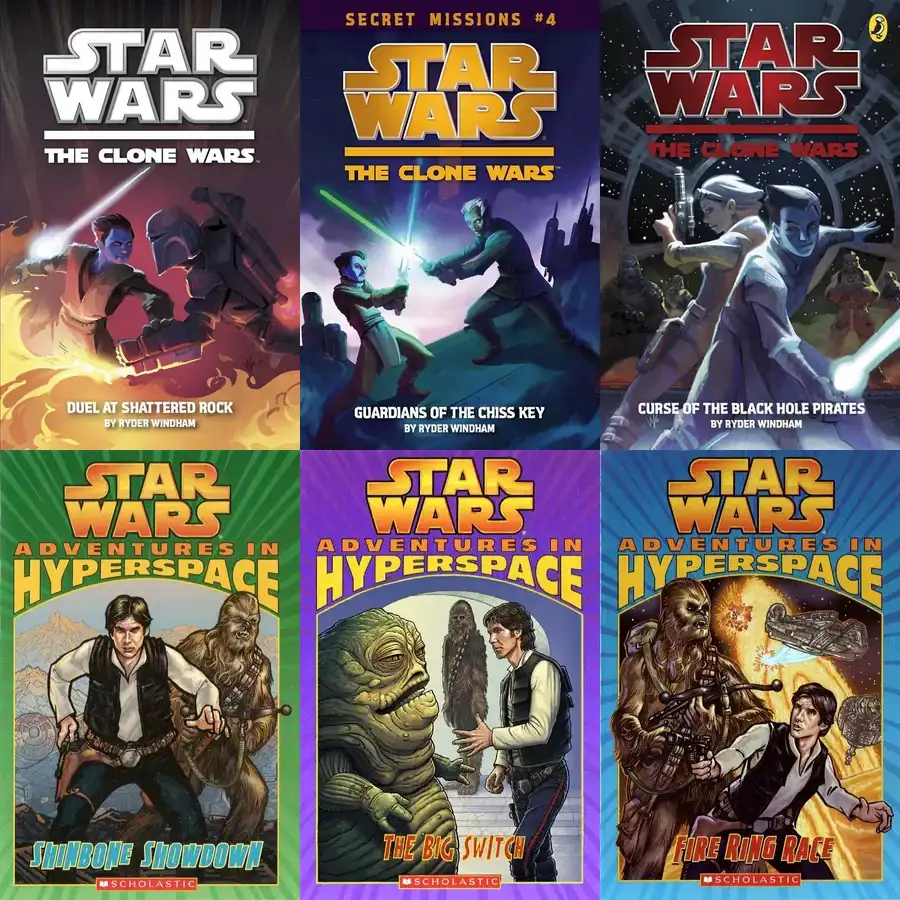 STAR
WARS
THE CLONE WARS
DUEL AT SHATTERED ROCK
BY RYDER WINDHAM
SECRET MISSIONS #4
STAR
WARS
THE CLONE WARS™
GUARDIANS OF THE CHISS KEY
BY RYDER WINDHAM
STAR
WARS
THE CLONE WARS
CURSE OF THE BLACK HOLE PIRATES
BY RYDER WINDHAM
STAR
WARS
ADVENTURES IN
HYPERSPACE
SHINBONE SHOWDOWN
SCHOLASTIC
STAR
WARS
ADVENTURES IN
HYPERSPACE
THE BIG SWITCH
SCHOLASTIC
STAR
WARS
ADVENTURES IN
HYPERSPACE
FIRE RING RACE
SCHOLASTIC